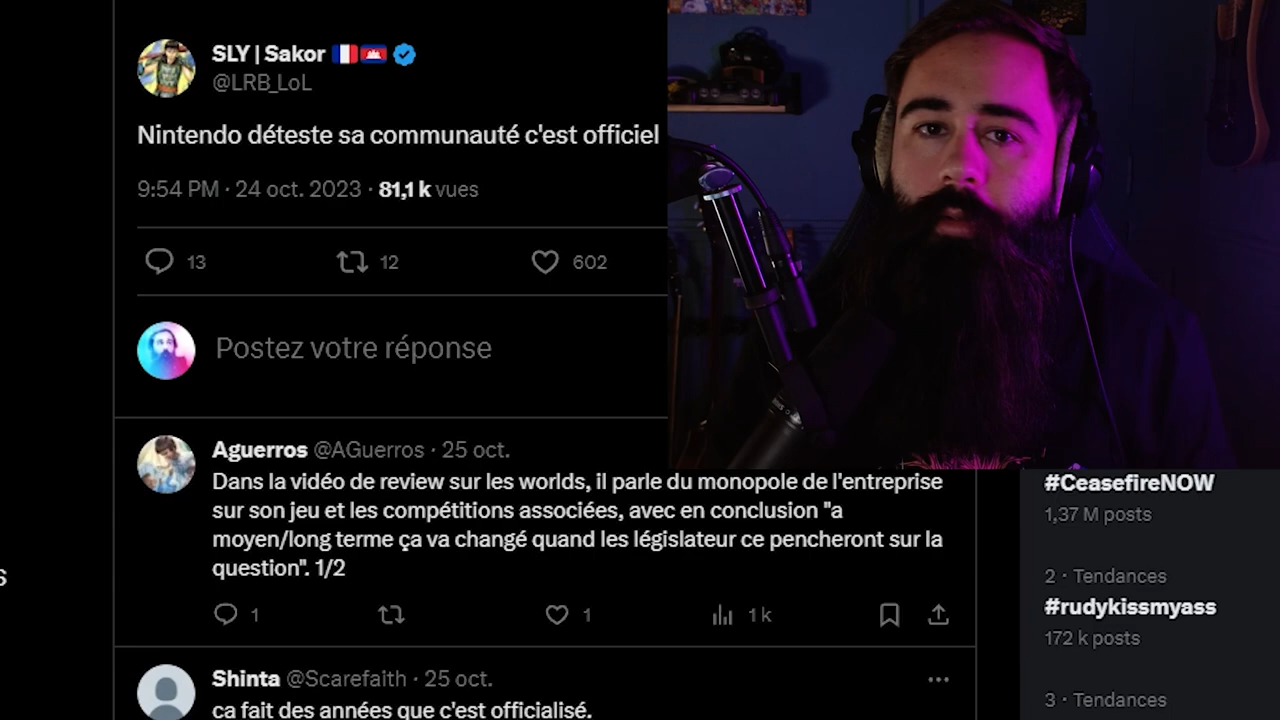 SLY | Sakor 🇫🇷🇰🇭
@LRB_LoL
Nintendo déteste sa communauté c'est officiel
9:54 PM · 24 oct. 2023 · 81,1 k vues
13 12 602
Postez votre réponse
Aguerros @AGuerros · 25 oct.
Dans la vidéo de review sur les worlds, il parle du monopole de l'entreprise
sur son jeu et les compétitions associées, avec en conclusion "a
moyen/long terme ça va changé quand les législateur ce pencheront sur la
question". 1/2
1 1 1 k
Shinta @Scarefaith · 25 oct.
ça fait des années que c'est officialisé.
#CeasefireNOW
1,37 M posts
2 · Tendances
#rudykissmyass
172 k posts
3 · Tendances